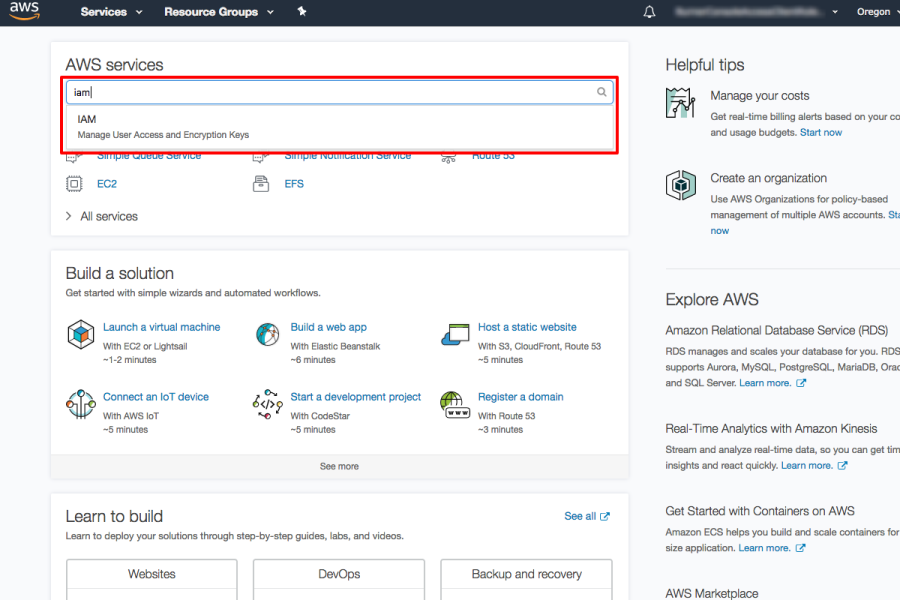 aws
Services
Resource Groups
Oregon
AWS services
iam
IAM
Manage User Access and Encryption Keys
Simple Queue Service
Simple Notification Service
Route 53
EC2
EFS
All services
Build a solution
Get started with simple wizards and automated workflows.
Launch a virtual machine
With EC2 or Lightsail
~1-2 minutes
Build a web app
With Elastic Beanstalk
~6 minutes
Host a static website
With S3, CloudFront, Route 53
~5 minutes
Connect an IoT device
With AWS IoT
~5 minutes
Start a development project
With CodeStar
~5 minutes
Register a domain
With Route 53
~3 minutes
See more
Learn to build
See all
Learn to deploy your solutions through step-by-step guides, labs, and videos.
Websites
DevOps
Backup and recovery
Helpful tips
Manage your costs
Get real-time billing alerts based on your co
and usage budgets. Start now
Create an organization
Use AWS Organizations for policy-based
management of multiple AWS accounts. Sta
now
Explore AWS
Amazon Relational Database Service (RDS)
RDS manages and scales your database for you. RDS
supports Aurora, MySQL, PostgreSQL, MariaDB, Orac
and SQL Server. Learn more.
Real-Time Analytics with Amazon Kinesis
Stream and analyze real-time data, so you can get tim
insights and react quickly. Learn more.
Get Started with Containers on AWS
Amazon ECS helps you build and scale containers for
size application. Learn more.
AWS Marketplace